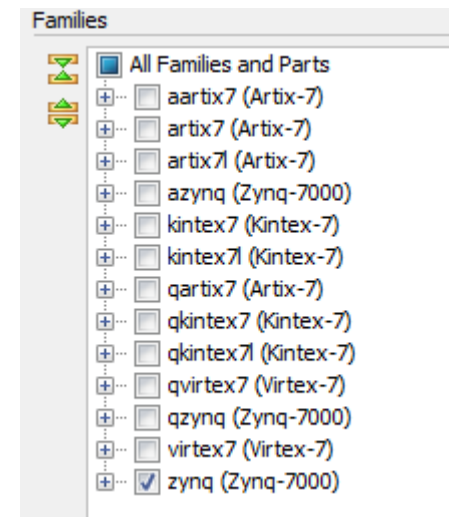 Families
All Families and Parts
aartix7 (Artix-7)
artix7 (Artix-7)
artix7l (Artix-7)
azynq (Zynq-7000)
kintex7 (Kintex-7)
kintex7l (Kintex-7)
qartix7 (Artix-7)
qkintex7 (Kintex-7)
qkintex7l (Kintex-7)
qvirtex7 (Virtex-7)
qzynq (Zynq-7000)
virtex7 (Virtex-7)
zynq (Zynq-7000)